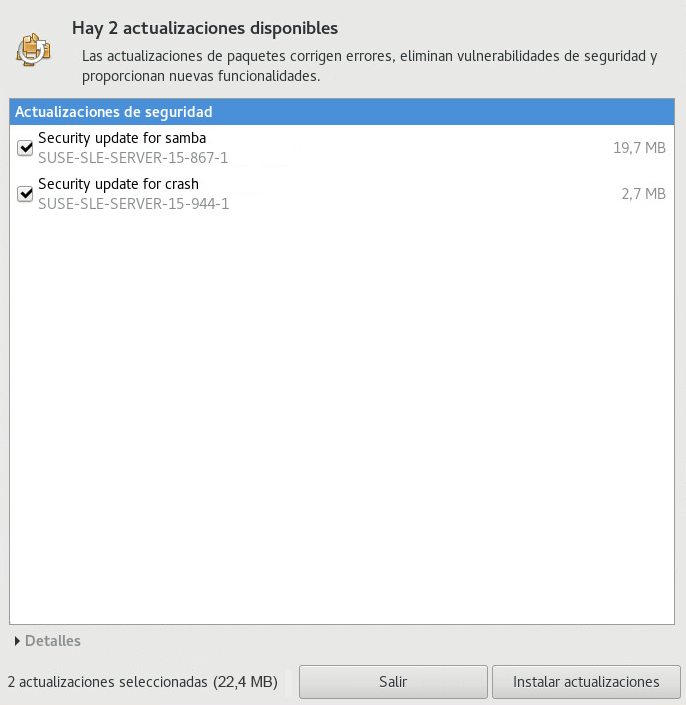 Hay 2 actualizaciones disponibles
Las actualizaciones de paquetes corrigen errores, eliminan vulnerabilidades de seguridad y
proporcionan nuevas funcionalidades.
Actualizaciones de seguridad
Security update for samba
SUSE-SLE-SERVER-15-867-1
19,7 MB
Security update for crash
SUSE-SLE-SERVER-15-944-1
2,7 MB
Detalles
2 actualizaciones seleccionadas (22,4 MB)
Salir
Instalar actualizaciones